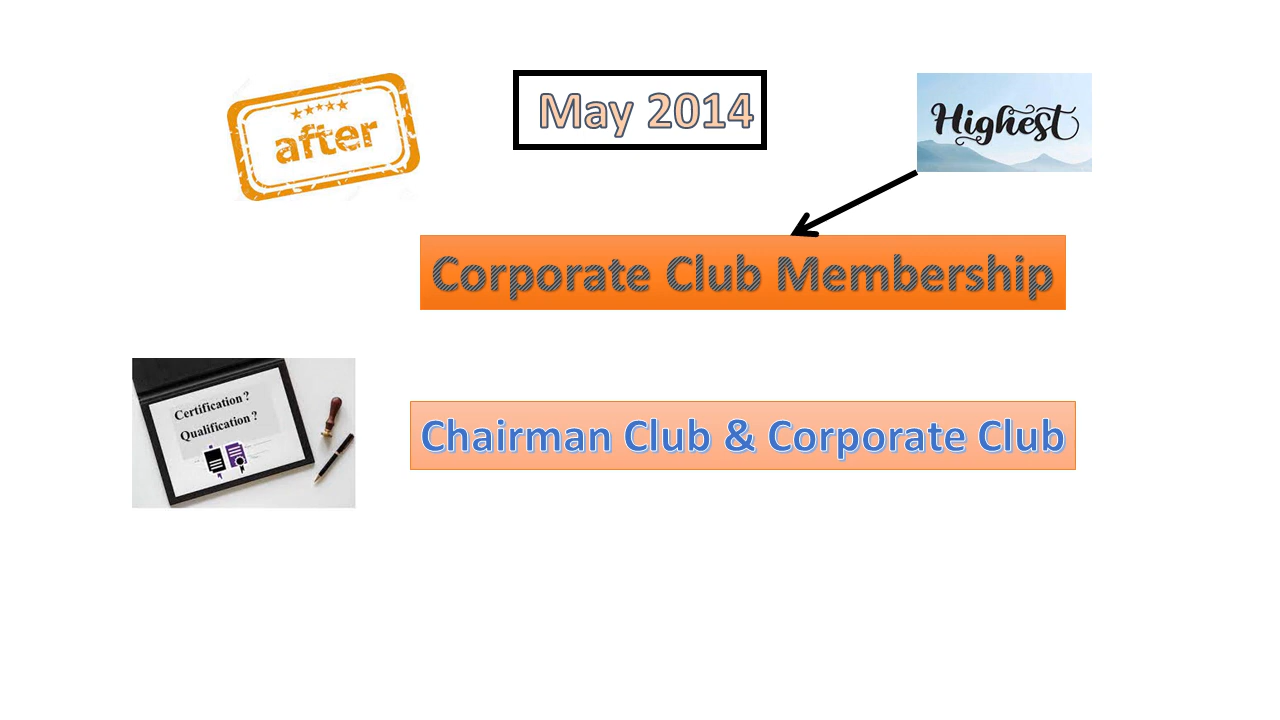 after
May 2014
Highest
Corporate Club Membership
Certification ?
Qualification ?
Chairman Club & Corporate Club